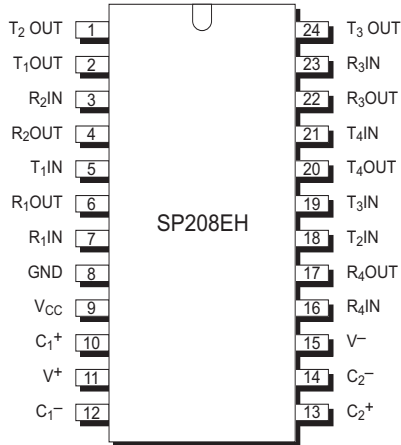 T₂ OUT 1 24 T₃ OUT
T₁OUT 2 23 R₃IN
R₂IN 3 22 R₃OUT
R₂OUT 4 21 T₄IN
T₁IN 5 20 T₄OUT
R₁OUT 6 19 T₃IN
SP208EH
R₁IN 7 18 T₂IN
GND 8 17 R₄OUT
V_CC 9 16 R₄IN
C₁⁺ 10 15 V⁻
V⁺ 11 14 C₂⁻
C₁⁻ 12 13 C₂⁺